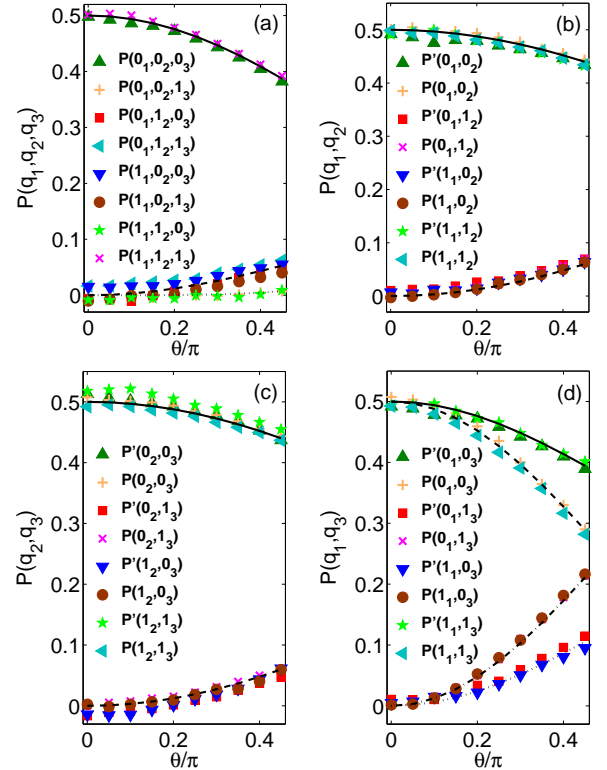 (a)
P(q1,q2,q3)
0.5
0.4
0.5
0.1
0.05
0
P(01,02,03)
P(01,02,13)
P(01,12,03)
P(01,12,13)
P(11,02,03)
P(11,02,13)
P(11,12,03)
P(11,12,13)
0 0.2 0.4
θ/π
(b)
P(q1,q2)
0.5
0.4
0.3
0.2
0.1
0
P'(01,02)
P(01,02)
P'(01,12)
P(01,12)
P'(11,02)
P(11,02)
P'(11,12)
P(11,12)
0 0.2 0.4
θ/π
(c)
P(q2,q3)
0.5
0.4
0.3
0.2
0.1
0
P'(02,03)
P(02,03)
P'(02,13)
P(02,13)
P'(12,03)
P(12,03)
P'(12,13)
P(12,13)
0 0.2 0.4
θ/π
(d)
P(q1,q3)
0.5
0.4
0.3
0.2
0.1
0
P'(01,03)
P(01,03)
P'(01,13)
P(01,13)
P'(11,03)
P(11,03)
P'(11,13)
P(11,13)
0 0.2 0.4
θ/π